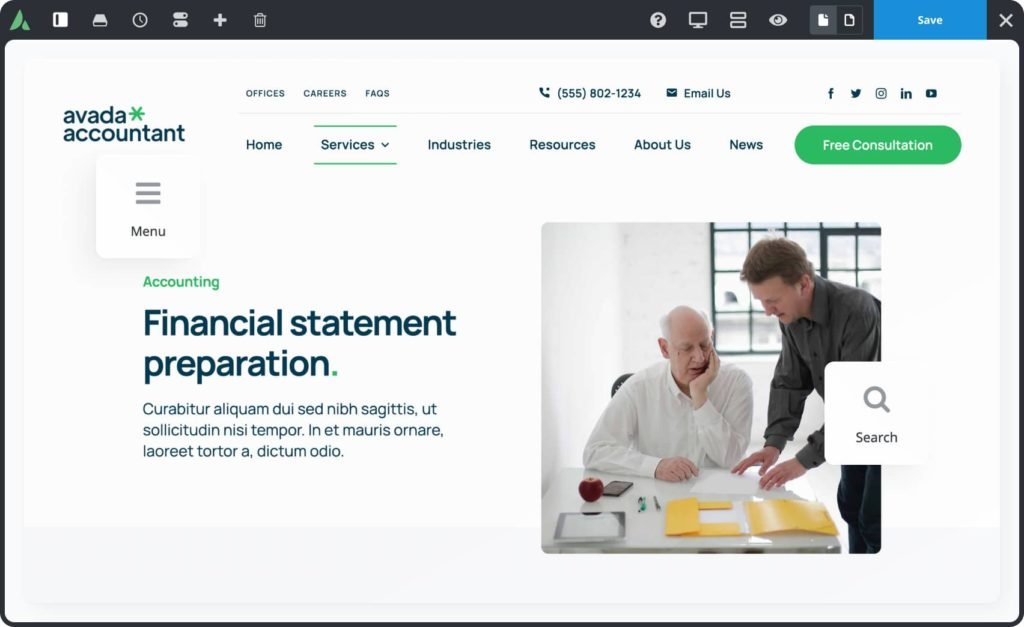 Save
OFFICES CAREERS FAQS (555) 802-1234 Email Us
avada
accountant
Home Services Industries Resources About Us News Free Consultation
Menu
Accounting
Financial statement
preparation.
Curabitur aliquam dui sed nibh sagittis, ut
sollicitudin nisi tempor. In et mauris ornare,
laoreet tortor a, dictum odio.
Search